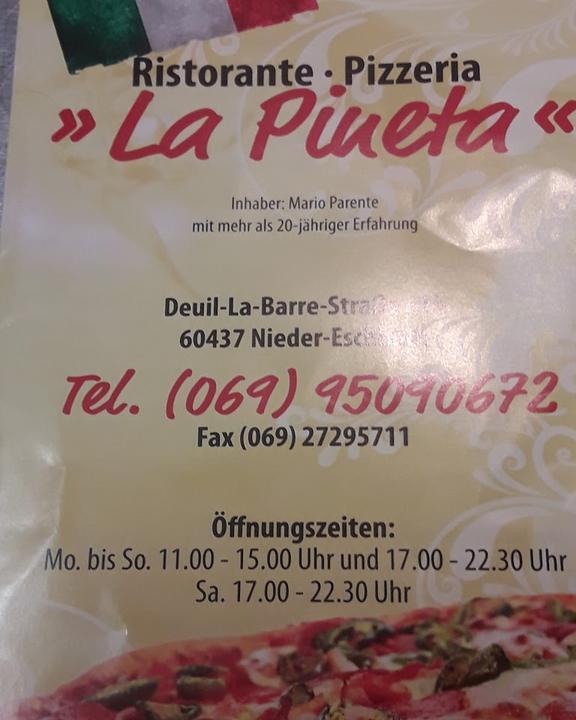 Ristorante · Pizzeria
» La Pineta «
Inhaber: Mario Parente
mit mehr als 20-jähriger Erfahrung
Deuil-La-Barre-Straße
60437 Nieder-Eschbach
Tel. (069) 95090672
Fax (069) 27295711
Öffnungszeiten:
Mo. bis So. 11.00 - 15.00 Uhr und 17.00 - 22.30 Uhr
Sa. 17.00 - 22.30 Uhr